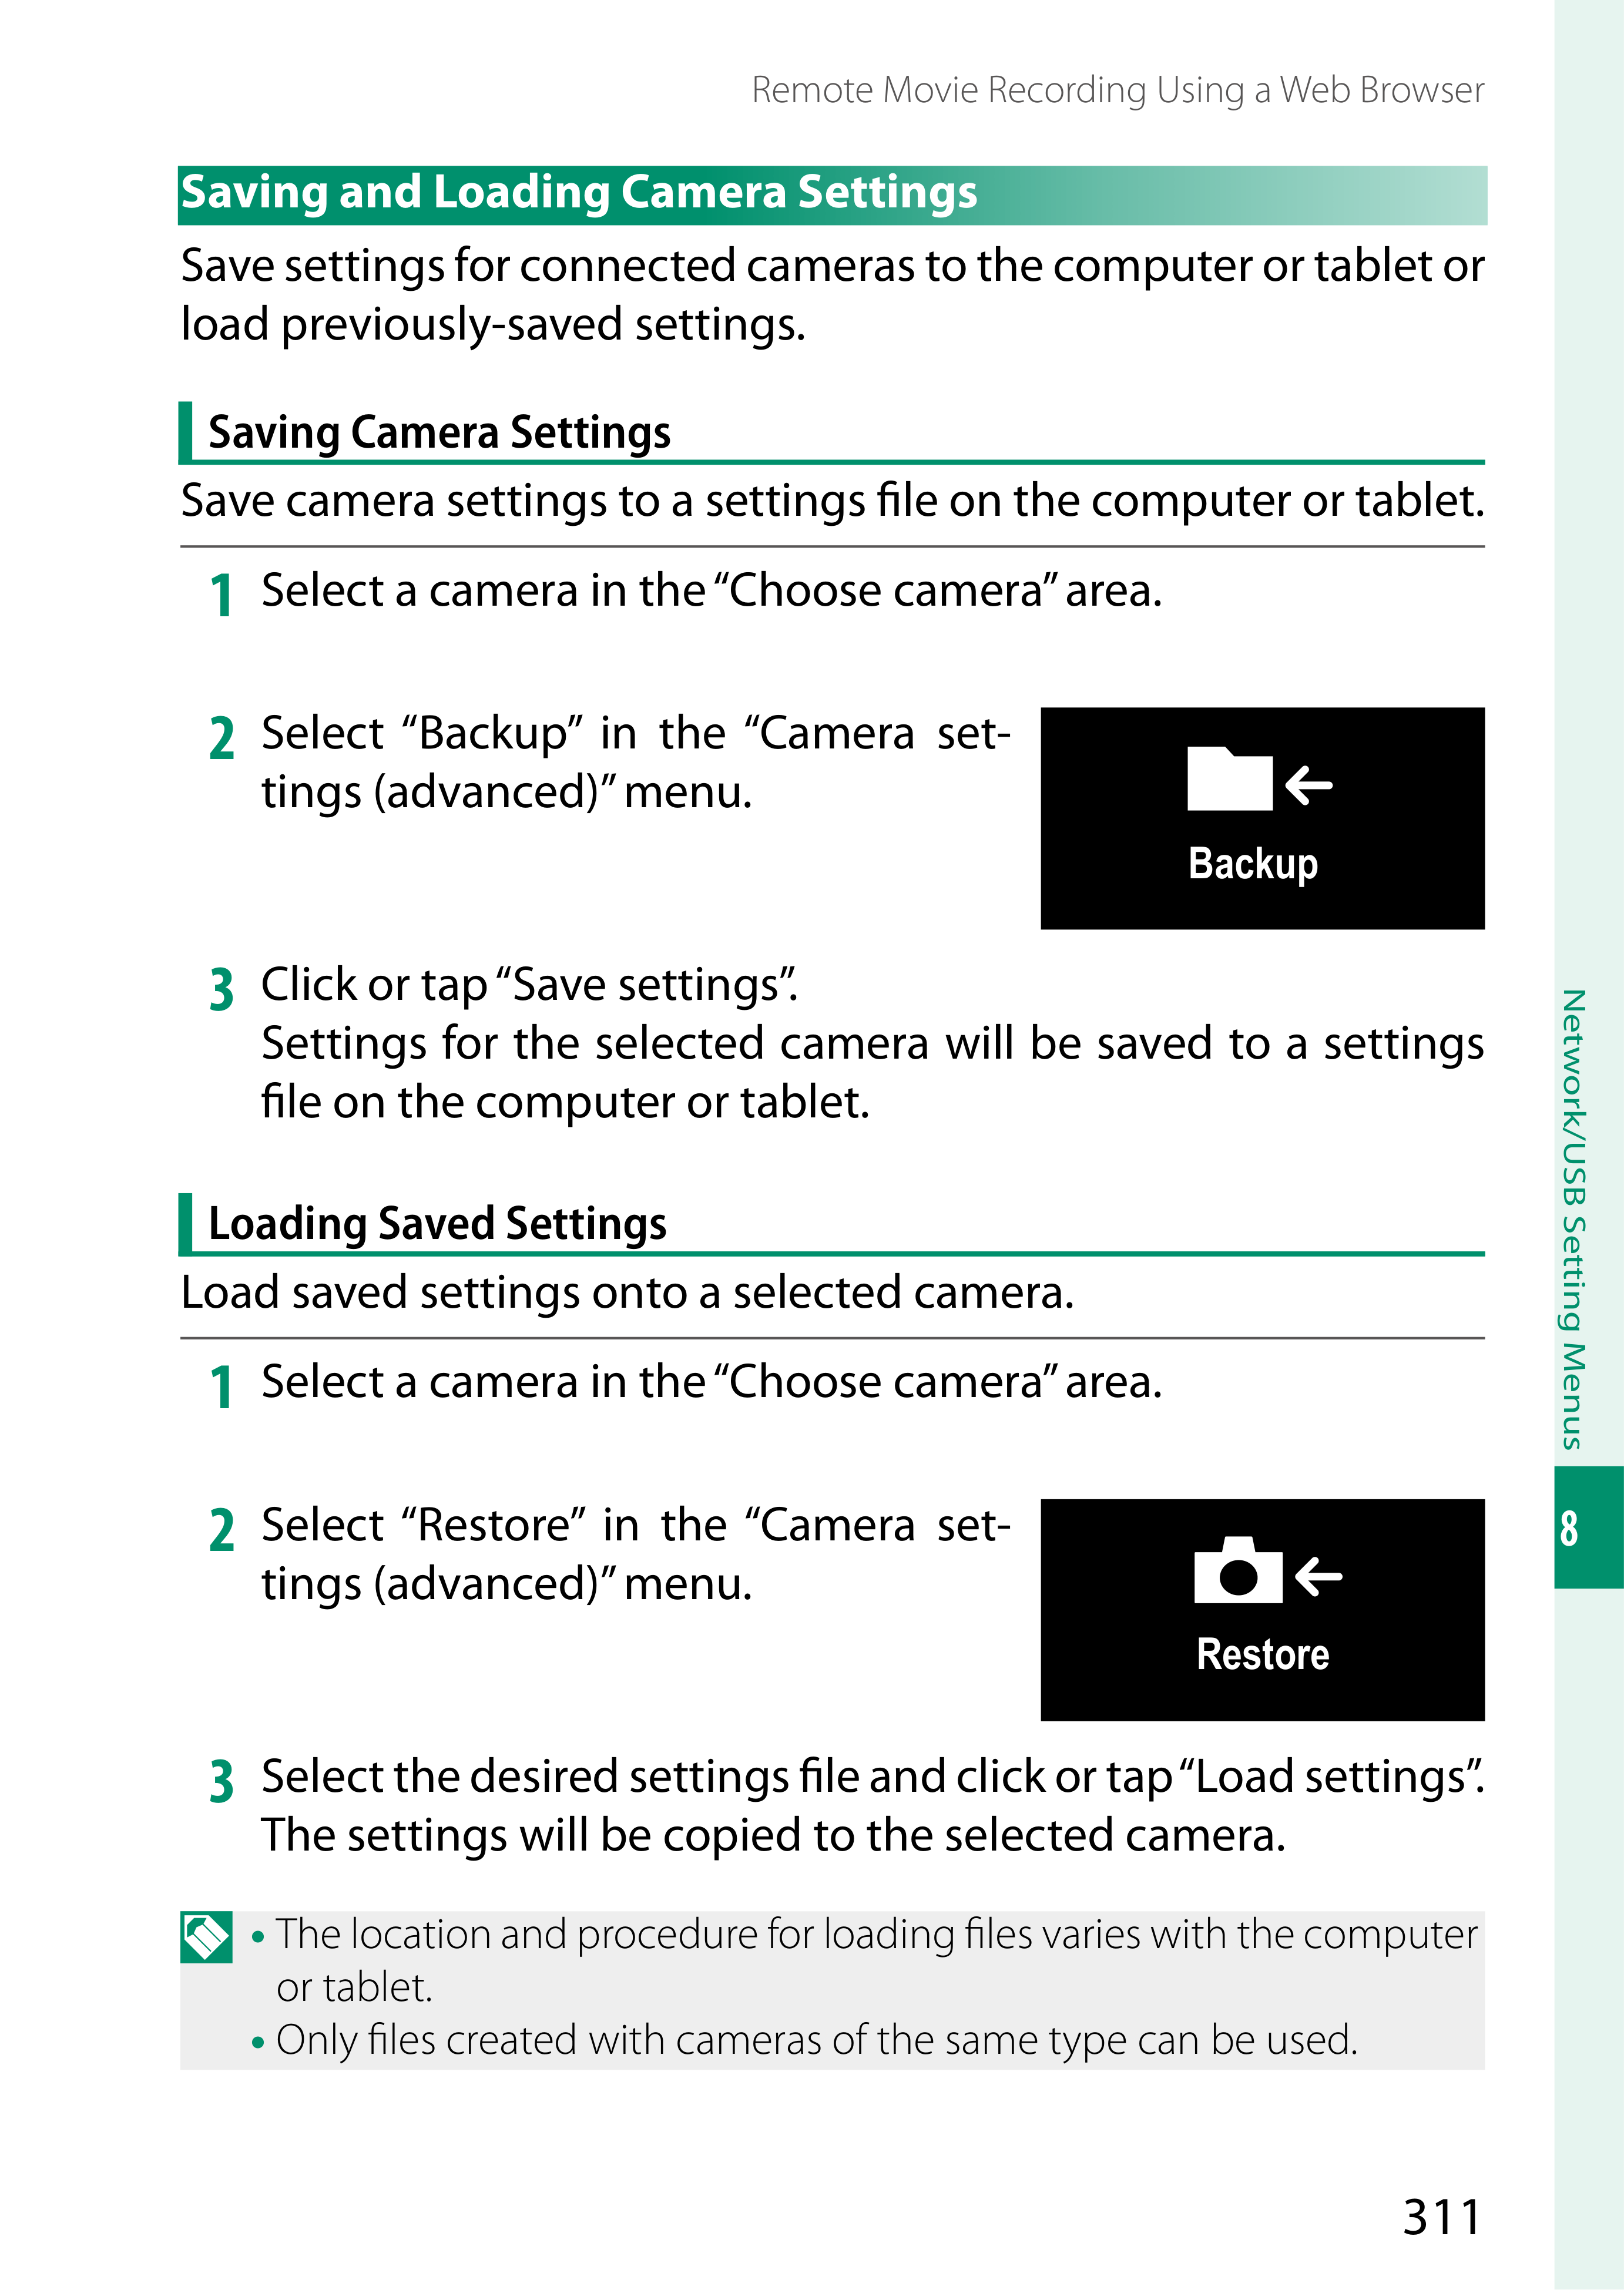 Remote Movie Recording Using a Web Browser
Saving and Loading Camera Settings
Save settings for connected cameras to the computer or tablet or
load previously-saved settings.
Saving Camera Settings
Save camera settings to a settings file on the computer or tablet.
1 Select a camera in the “Choose camera” area.
2 Select “Backup” in the “Camera set-
tings (advanced)” menu.
Backup
3 Click or tap “Save settings”.
Settings for the selected camera will be saved to a settings
file on the computer or tablet.
Loading Saved Settings
Load saved settings onto a selected camera.
1 Select a camera in the “Choose camera” area.
2 Select “Restore” in the “Camera set-
tings (advanced)” menu.
Restore
3 Select the desired settings file and click or tap “Load settings”.
The settings will be copied to the selected camera.
• The location and procedure for loading files varies with the computer
or tablet.
• Only files created with cameras of the same type can be used.
Network/USB Setting Menus
8
311